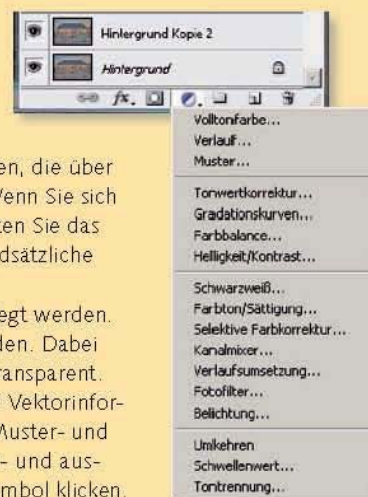 Hintergrund Kopie 2
Hintergrund
fx.
Volltonfarbe...
Verlauf...
Muster...
Tonwertkorrektur...
Gradationskurven...
Farbbalance...
Helligkeit/Kontrast...
Schwarzweiß...
Farbton/Sättigung...
Selektive Farbkorrektur...
Kanalmixer...
Verlaufsumsetzung...
Fotofilter...
Belichtung...
Umkehren
Schwellenwert...
Tontrennung...
en, die über
Wenn Sie sich
en Sie das
dsätzliche
egt werden.
den. Dabei
ransparent.
Vektorinfor-
Muster- und
- und aus-
mbol klicken.